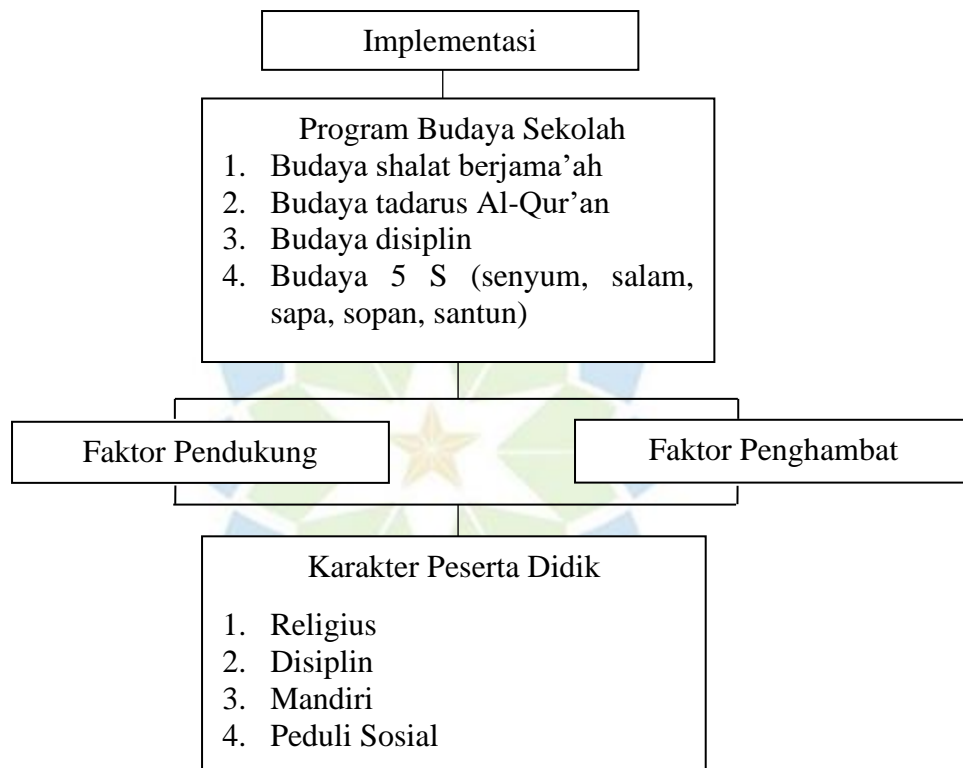 Implementasi
Program Budaya Sekolah
1. Budaya shalat berjama’ah
2. Budaya tadarus Al-Qur’an
3. Budaya disiplin
4. Budaya 5 S (senyum, salam,
sapa, sopan, santun)
Faktor Pendukung
Faktor Penghambat
Karakter Peserta Didik
1. Religius
2. Disiplin
3. Mandiri
4. Peduli Sosial